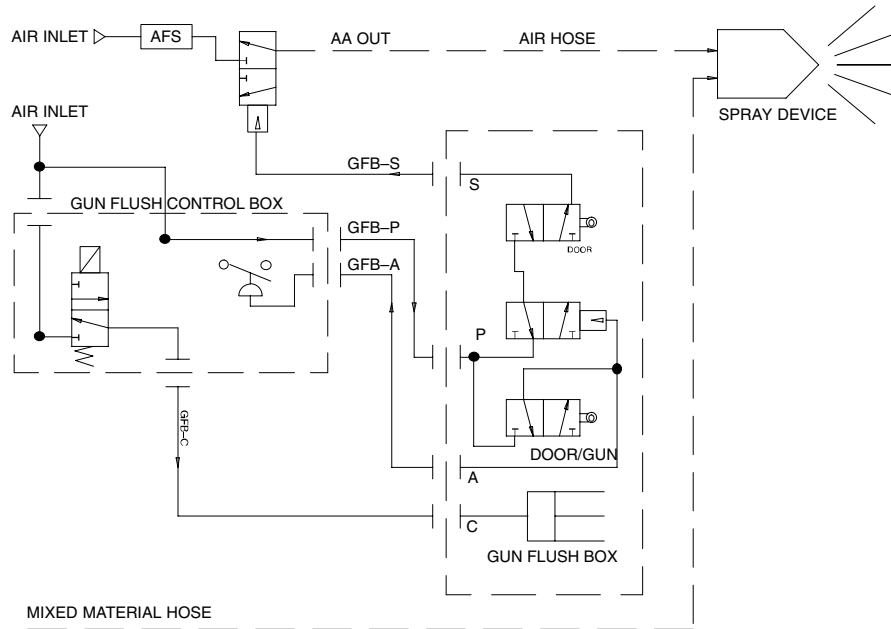 AIR INLET
AFS
AA OUT
AIR HOSE
AIR INLET
SPRAY DEVICE
GFB–S
S
GUN FLUSH CONTROL BOX
GFB–P
DOOR
GFB–A
P
GFB–C
DOOR/GUN
A
C
GUN FLUSH BOX
MIXED MATERIAL HOSE